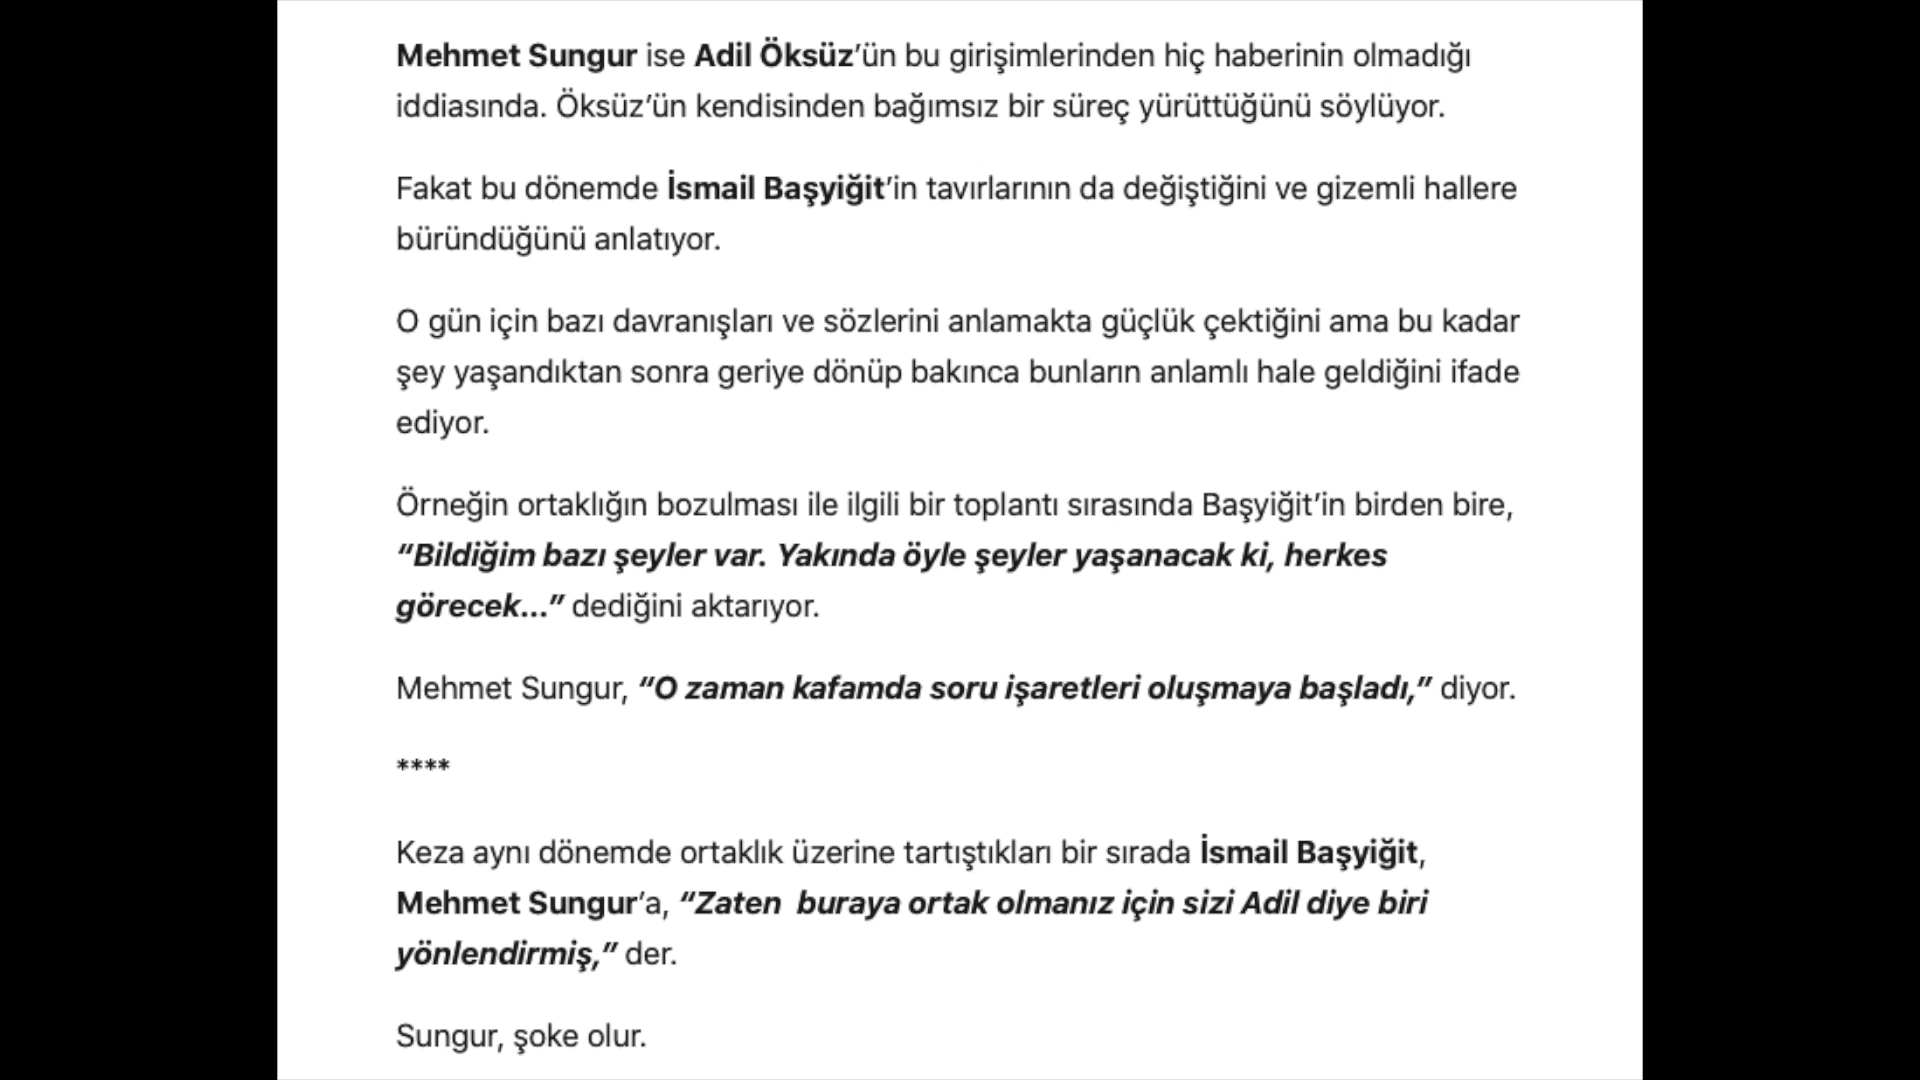 Mehmet Sungur ise Adil Öksüz’ün bu girişimlerinden hiç haberinin olmadığı
iddiasında. Öksüz’ün kendisinden bağımsız bir süreç yürüttüğünü söylüyor.
Fakat bu dönemde İsmail Başyiğit’in tavırlarının da değiştiğini ve gizemli hallere
büründüğünü anlatıyor.
O gün için bazı davranışları ve sözlerini anlamakta güçlük çektiğini ama bu kadar
şey yaşandıktan sonra geriye dönüp bakınca bunların anlamlı hale geldiğini ifade
ediyor.
Örneğin ortaklığın bozulması ile ilgili bir toplantı sırasında Başyiğit’in birden bire,
“Bildiğim bazı şeyler var. Yakında öyle şeyler yaşanacak ki, herkes
görecek…” dediğini aktarıyor.
Mehmet Sungur, “O zaman kafamda soru işaretleri oluşmaya başladı,” diyor.
****
Keza aynı dönemde ortaklık üzerine tartıştıkları bir sırada İsmail Başyiğit,
Mehmet Sungur’a, “Zaten  buraya ortak olmanız için sizi Adil diye biri
yönlendirmiş,” der.
Sungur, şoke olur.